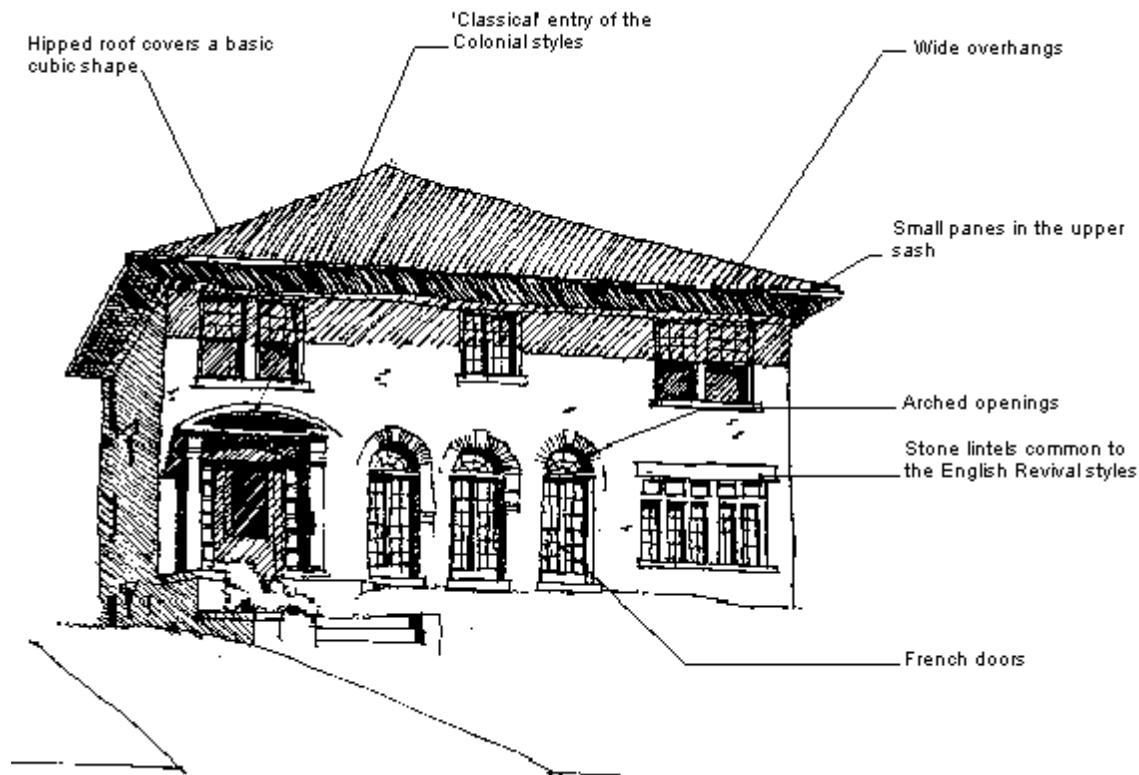 Hipped roof covers a basic
cubic shape
'Classical' entry of the
Colonial styles
Wide overhangs
Small panes in the upper
sash
Arched openings
Stone lintels common to
the English Revival styles
French doors